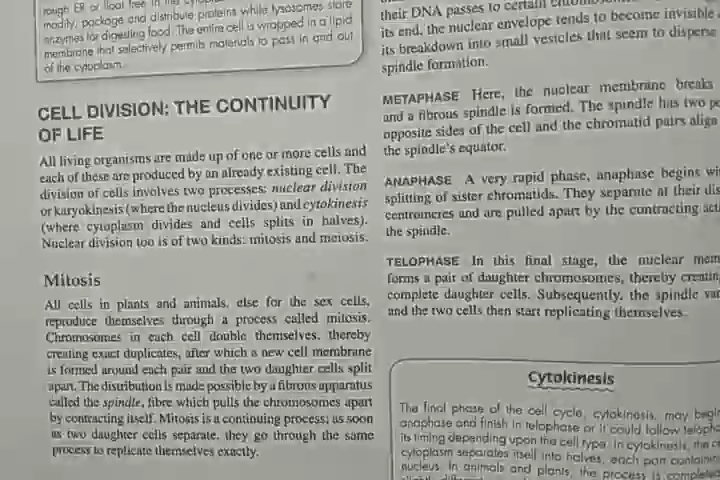 rough ER or float free in the
modify, package and distribute proteins while lysosomes store
enzymes for digesting food. The entire cell is wrapped in a lipid
membrane that selectively permits materials to pass in and out
of the cytoplasm.
CELL DIVISION: THE CONTINUITY
OF LIFE
All living organisms are made up of one or more cells and
each of these are produced by an already existing cell. The
division of cells involves two processes: nuclear division
or karyokinesis (where the nucleus divides) and cytokinesis
(where cytoplasm divides and cells splits in halves).
Nuclear division too is of two kinds: mitosis and meiosis.
Mitosis
All cells in plants and animals, else for the sex cells,
reproduce themselves through a process called mitosis.
Chromosomes in each cell double themselves, thereby
creating exact duplicates, after which a new cell membrane
is formed around each pair and the two daughter cells split
apart. The distribution is made possible by a fibrous apparatus
called the spindle, fibre which pulls the chromosomes apart
by contracting itself. Mitosis is a continuing process; as soon
as two daughter cells separate, they go through the same
process to replicate themselves exactly.
their DNA passes to certain
its end, the nuclear envelope tends to become invisible
its breakdown into small vesicles that seem to disperse
spindle formation.
METAPHASE Here, the nuclear membrane breaks
and a fibrous spindle is formed. The spindle has two
opposite sides of the cell and the chromatid pairs align
the spindle's equator.
ANAPHASE A very rapid phase, anaphase begins
splitting of sister chromatids. They separate at their
centromeres and are pulled apart by the contracting
the spindle.
TELOPHASE In this final stage, the nuclear
forms a pair of daughter chromosomes, thereby
complete daughter cells. Subsequently, the spindle
and the two cells then start replicating themselves.
Cytokinesis
The final phase of the cell cycle, cytokinesis, may
anaphase and finish in telophase or it could follow
its timing depending upon the cell type. In cytokinesis, the
cytoplasm separates itself into halves, each part
nucleus. In animals and plants, the process is completed